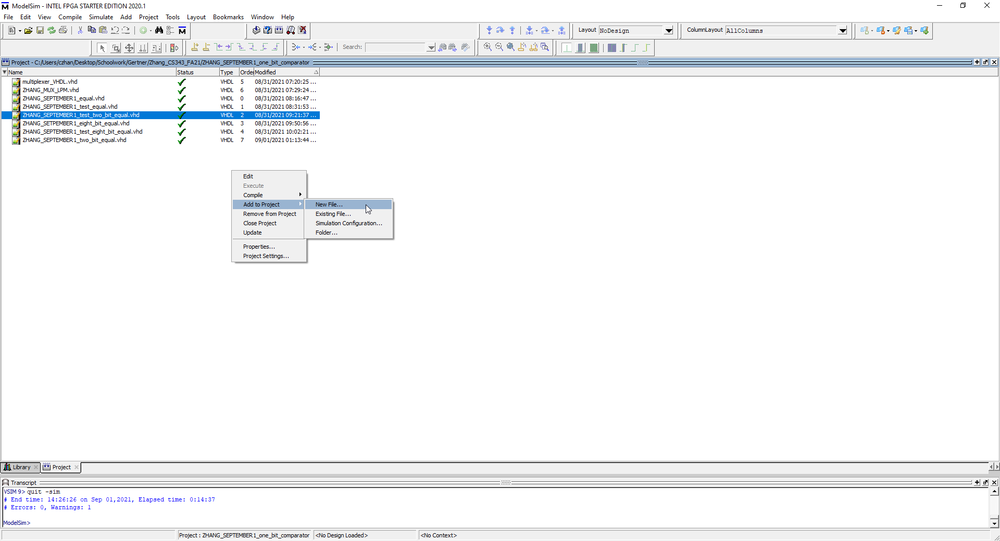 ModelSim - INTEL FPGA STARTER EDITION 2020.1
File Edit View Compile Simulate Add Project Tools Layout Bookmarks Window Help
Layout NoDesign ColumnLayout AllColumns
Search:
Project - C:/Users/czhan/Desktop/Schoolwork/Gertner/Zhang_CS343_FA21/ZHANG_SEPTEMBER1_one_bit_comparator
Name Status Type Order Modified
multiplexer_VHDL.vhd VHDL 5 08/31/2021 07:20:25 ...
ZHANG_MUX_LPM.vhd VHDL 6 08/31/2021 07:29:24 ...
ZHANG_SEPTEMBER1_equal.vhd VHDL 0 08/31/2021 08:16:47 ...
ZHANG_SEPTEMBER1_test_equal.vhd VHDL 1 08/31/2021 08:31:53 ...
ZHANG_SEPTEMBER1_test_two_bit_equal.vhd VHDL 2 08/31/2021 09:21:37 ...
ZHANG_SETPEMBER1_eight_bit_equal.vhd VHDL 3 08/31/2021 09:50:56 ...
ZHANG_SEPTEMBER1_test_eight_bit_equal.vhd VHDL 4 08/31/2021 10:02:21 ...
ZHANG_SEPTEMBER1_two_bit_equal.vhd VHDL 7 09/01/2021 01:13:44 ...
Edit
Execute
Compile
Add to Project
Remove from Project
Close Project
Update
Properties...
Project Settings...
New File...
Existing File...
Simulation Configuration...
Folder...
Library Project
Transcript
VSIM 9> quit -sim
# End time: 14:26:26 on Sep 01,2021, Elapsed time: 0:14:37
# Errors: 0, Warnings: 1
ModelSim>
Project : ZHANG_SEPTEMBER1_one_bit_comparator <No Design Loaded> <No Context>